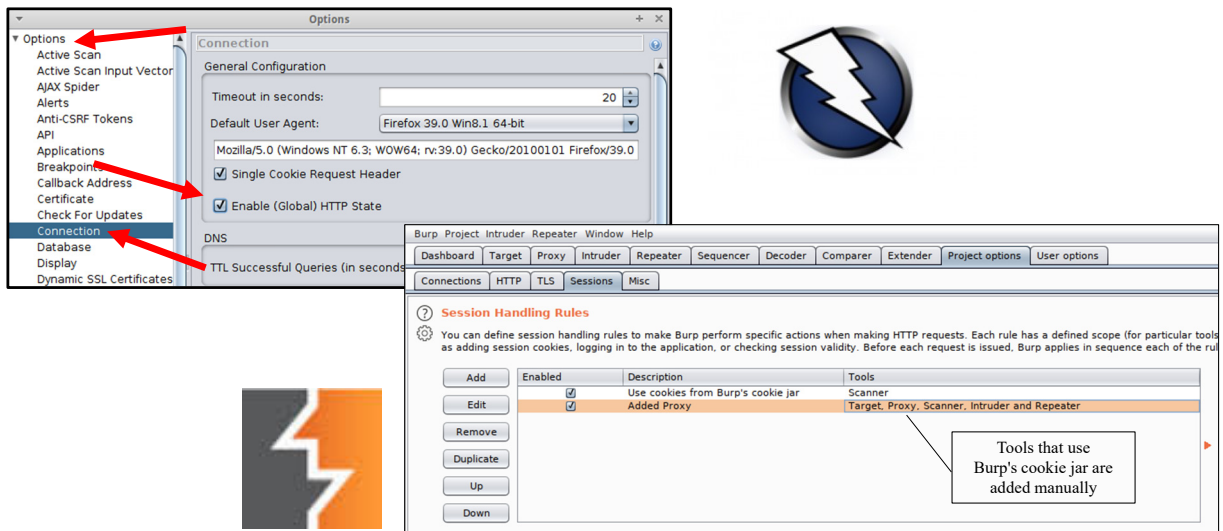 Options
Options
Active Scan
Active Scan Input Vector
AJAX Spider
Alerts
Anti-CSRF Tokens
API
Applications
Breakpoints
Callback Address
Certificate
Check For Updates
Connection
Database
Display
Dynamic SSL Certificates
Connection
General Configuration
Timeout in seconds:
20
Default User Agent:
Firefox 39.0 Win8.1 64-bit
Mozilla/5.0 (Windows NT 6.3; WOW64; rv:39.0) Gecko/20100101 Firefox/39.0
Single Cookie Request Header
Enable (Global) HTTP State
DNS
TTL Successful Queries (in seconds
Burp Project Intruder Repeater Window Help
Dashboard Target Proxy Intruder Repeater Sequencer Decoder Comparer Extender Project options User options
Connections HTTP TLS Sessions Misc
? Session Handling Rules
You can define session handling rules to make Burp perform specific actions when making HTTP requests. Each rule has a defined scope (for particular tools
as adding session cookies, logging in to the application, or checking session validity. Before each request is issued, Burp applies in sequence each of the rul
Add
Edit
Remove
Duplicate
Up
Down
Enabled Description Tools
Use cookies from Burp's cookie jar Scanner
Added Proxy Target, Proxy, Scanner, Intruder and Repeater
Tools that use
Burp's cookie jar are
added manually